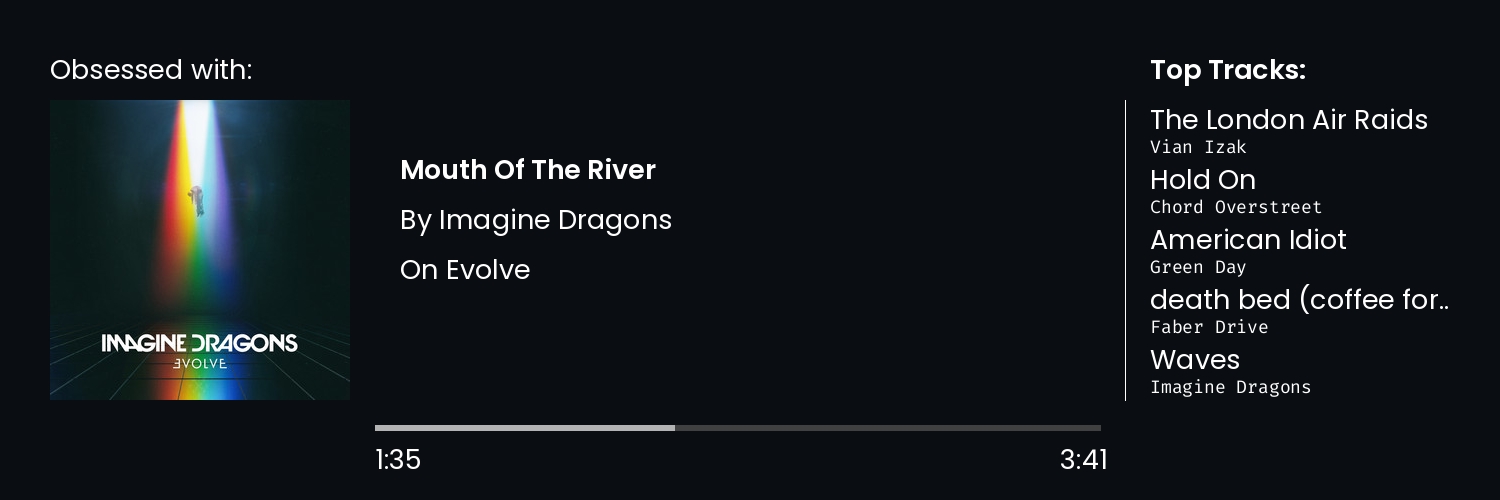 Obsessed with:
IMAGINE DRAGONS
EVOLVE
Mouth Of The River
By Imagine Dragons
On Evolve
1:35
3:41
Top Tracks:
The London Air Raids
Vian Izak
Hold On
Chord Overstreet
American Idiot
Green Day
death bed (coffee for..
Faber Drive
Waves
Imagine Dragons